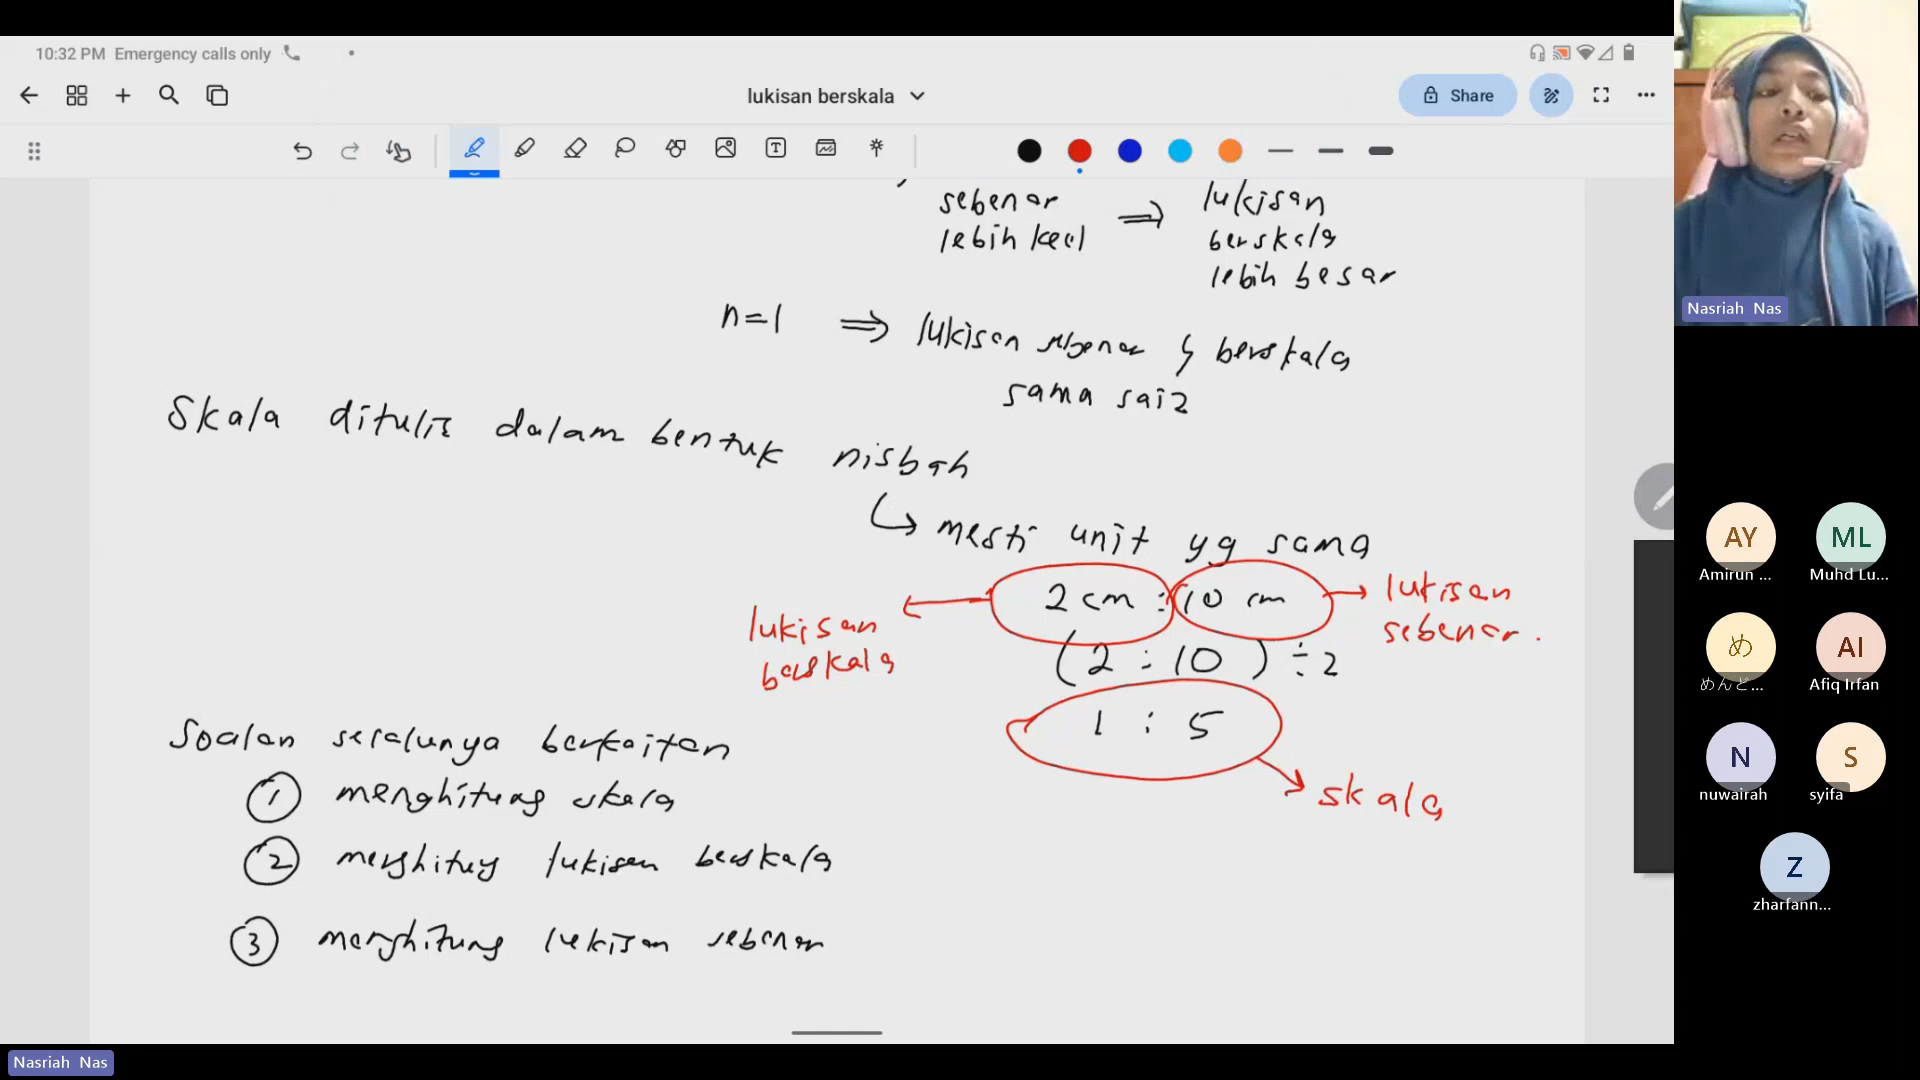 10:32 PM Emergency calls only
lukisan berskala
Share
sebenar
lebih kecil
lukisan
berskala
lebih besar
n=1 ⇒ lukisan sebenar & berskala
sama saiz
Skala ditulis dalam bentuk nisbah
mesti unit yg sama
2 cm : 10 cm
lukisan
berskala
lukisan
sebenar.
(2 : 10) ÷ 2
1 : 5
skala
Soalan seralunya berkaitan
① menghitung skala
② menghitung lukisan berskala
③ menghitung lukisan sebenar
Nasriah Nas
AY
Amirun ...
ML
Muhd Lu...
め
めんど...
AI
Afiq Irfan
N
nuwairah
S
syifa
Z
zharfann...
Nasriah Nas